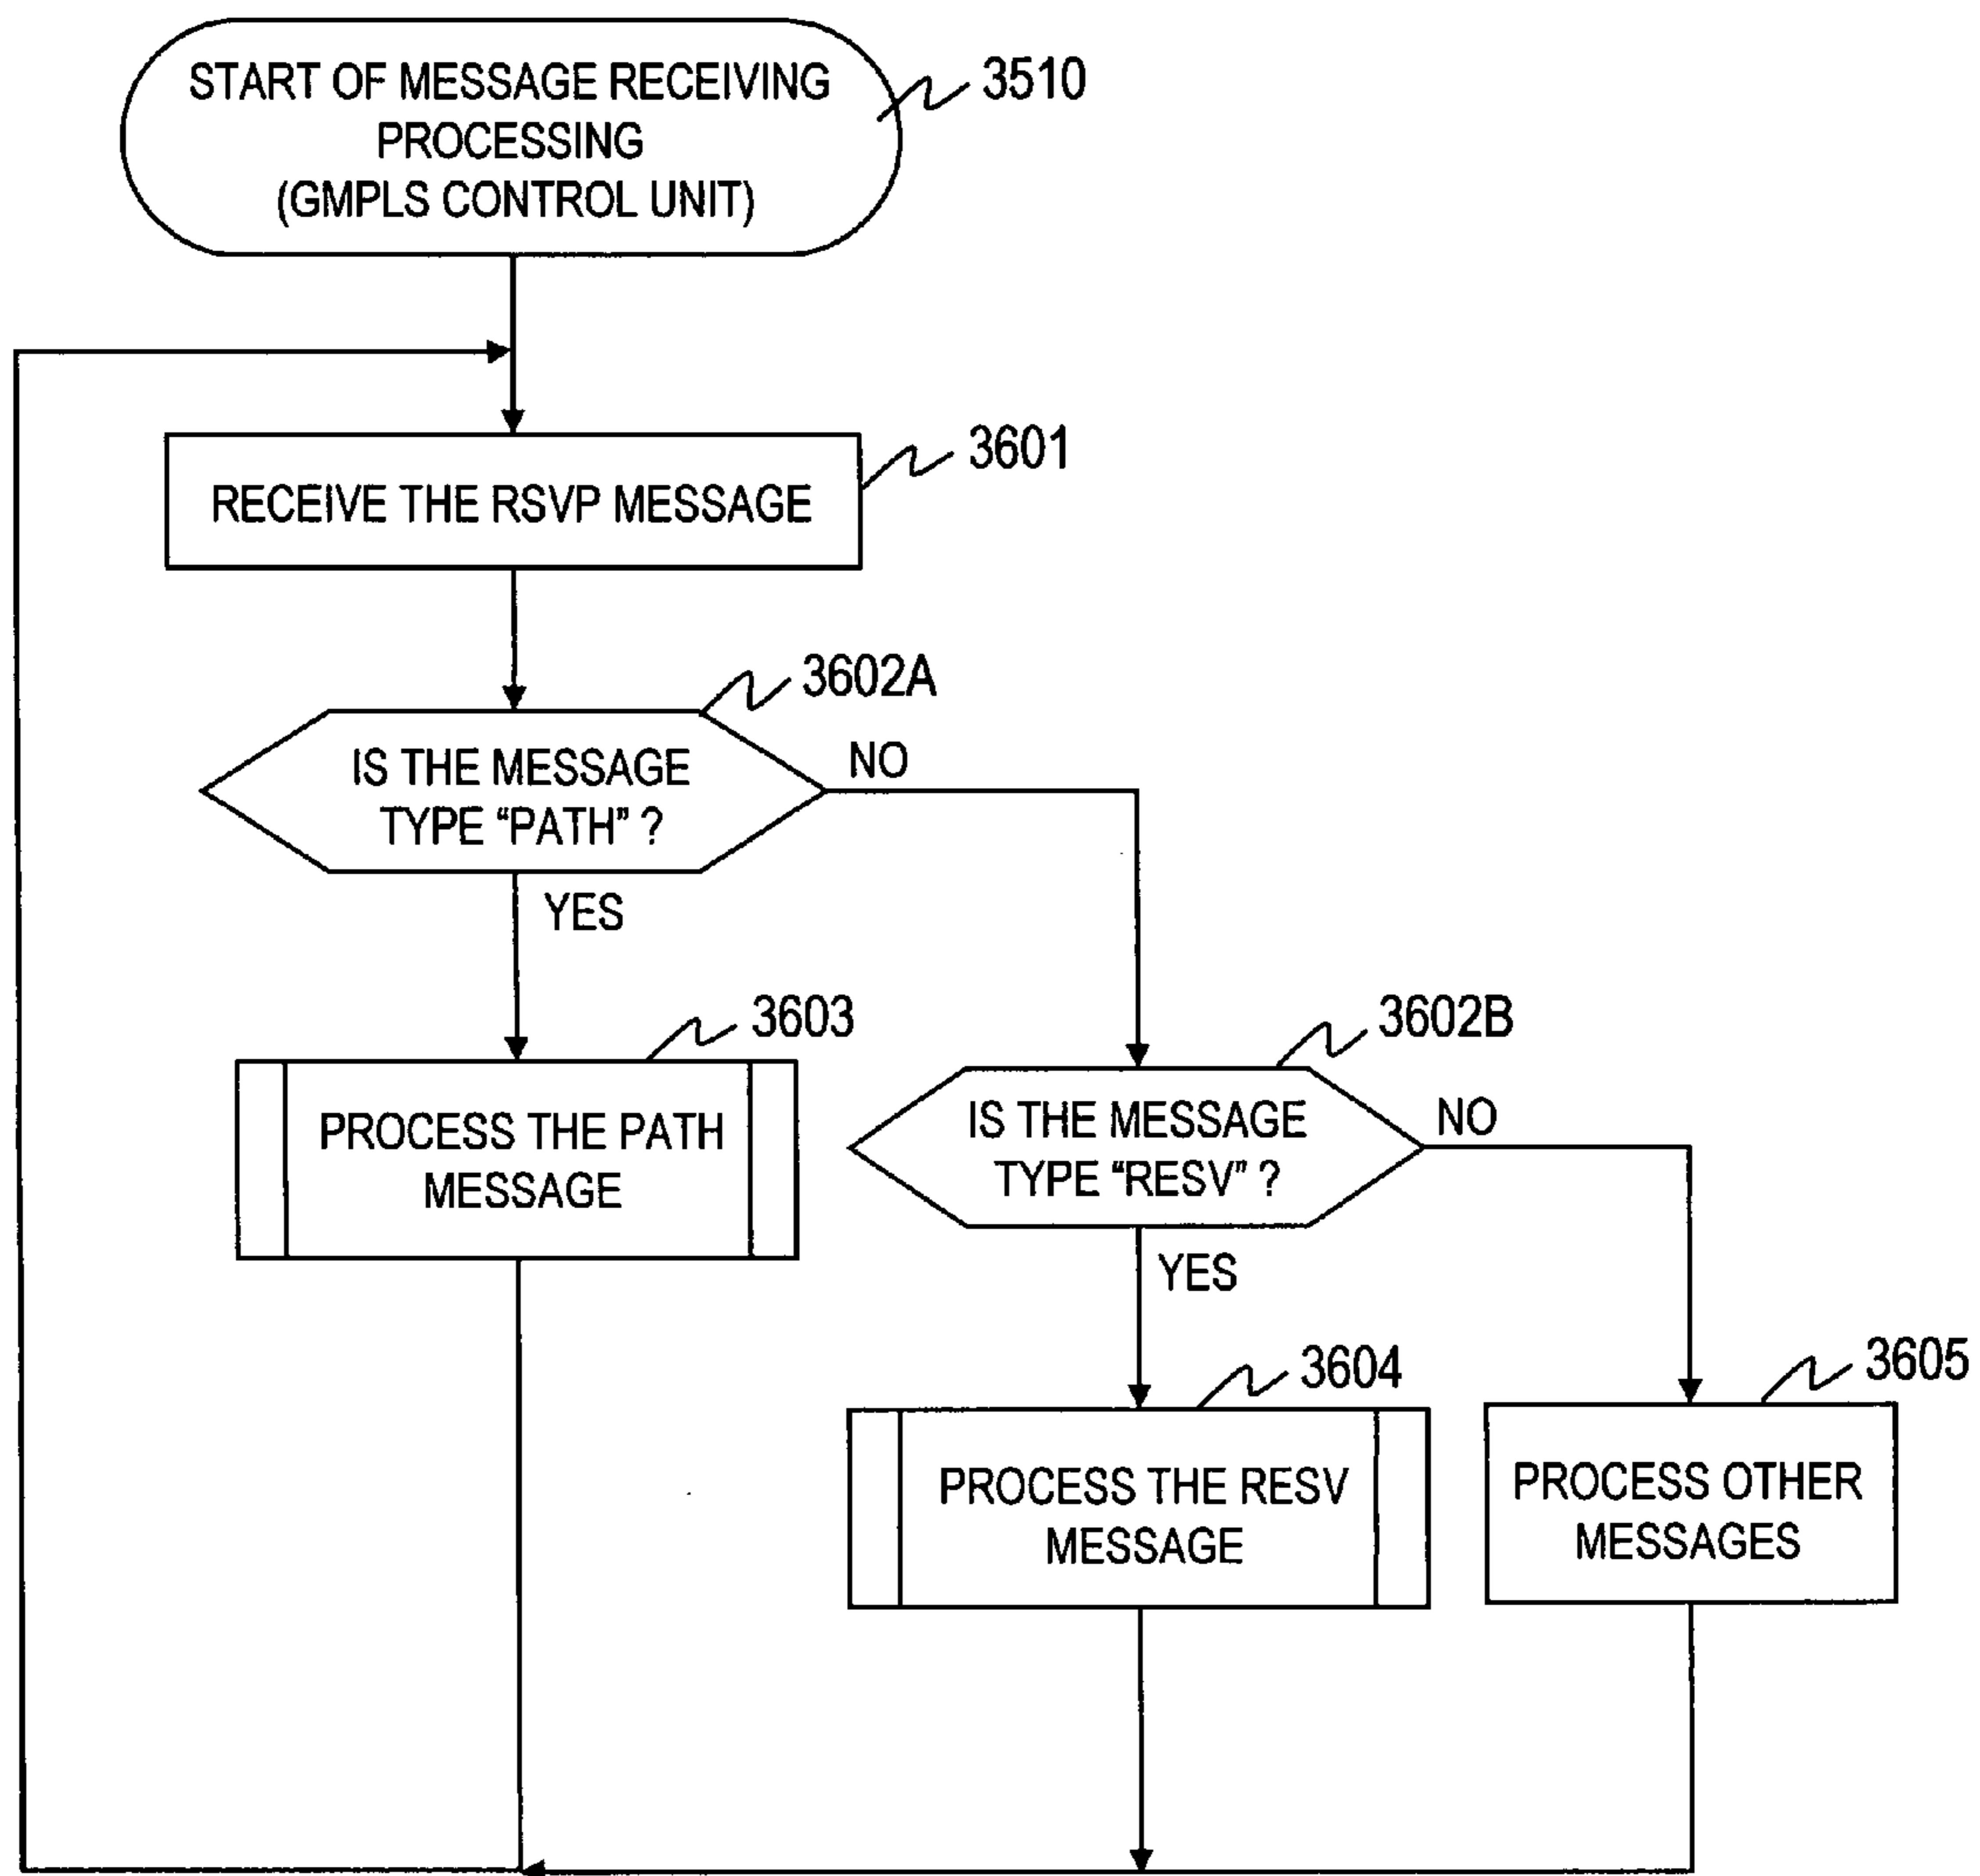 START OF MESSAGE RECEIVING
PROCESSING
(GMPLS CONTROL UNIT)
3510
3601
RECEIVE THE RSVP MESSAGE
3602A
IS THE MESSAGE
TYPE “PATH” ?
NO
YES
3603
PROCESS THE PATH
MESSAGE
3602B
IS THE MESSAGE
TYPE “RESV” ?
NO
YES
3604
PROCESS THE RESV
MESSAGE
3605
PROCESS OTHER
MESSAGES